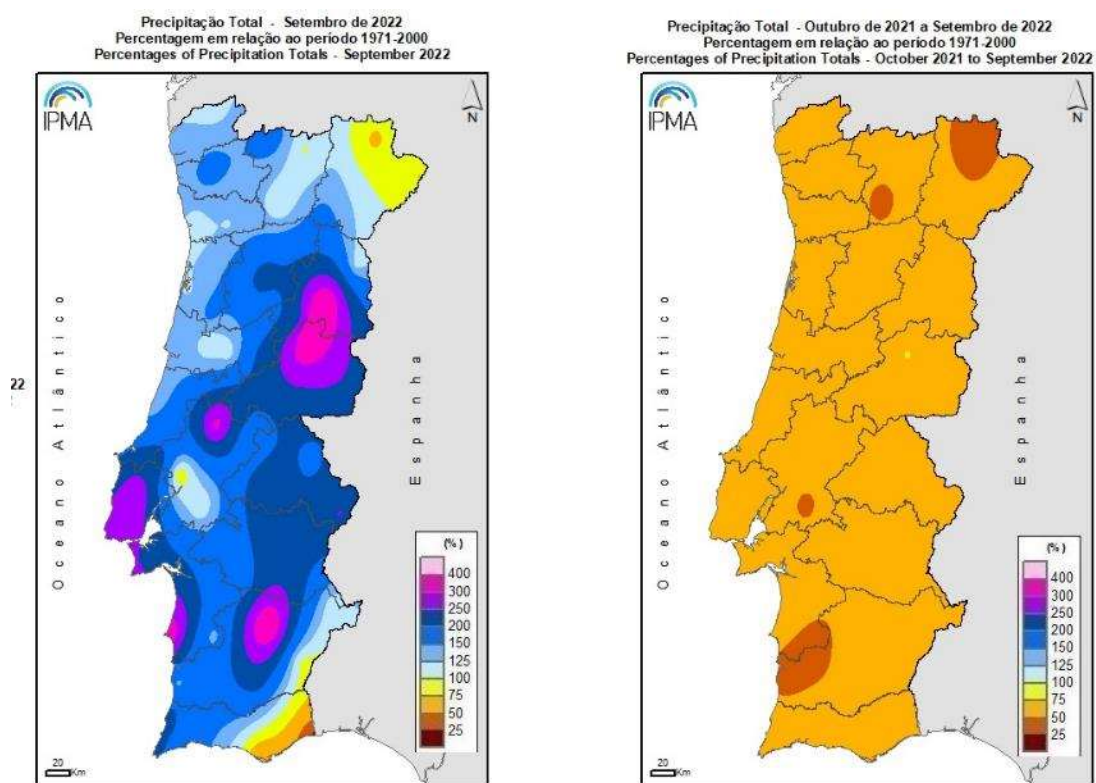 Precipitação Total - Setembro de 2022
Percentagem em relação ao período 1971-2000
Percentages of Precipitation Totals - September 2022
IPMA
N
Oceano Atlântico
Espanha
22
(%)
400
300
250
200
150
125
100
75
50
25
20
Km
Precipitação Total - Outubro de 2021 a Setembro de 2022
Percentagem em relação ao período 1971-2000
Percentages of Precipitation Totals - October 2021 to September 2022
IPMA
N
Oceano Atlântico
Espanha
(%)
400
300
250
200
150
125
100
75
50
25
20
Km